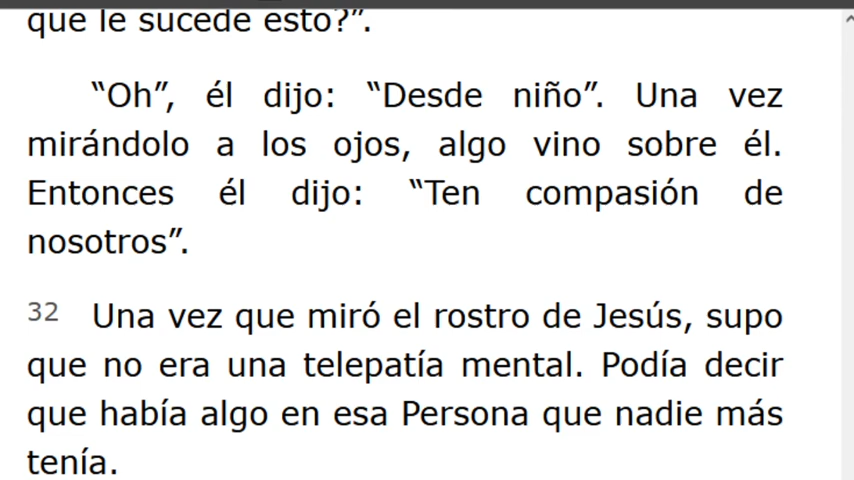 que le sucede esto?”.
“Oh”, él dijo: “Desde niño”. Una vez
mirándolo a los ojos, algo vino sobre él.
Entonces él dijo: “Ten compasión de
nosotros”.
32 Una vez que miró el rostro de Jesús, supo
que no era una telepatía mental. Podía decir
que había algo en esa Persona que nadie más
tenía.